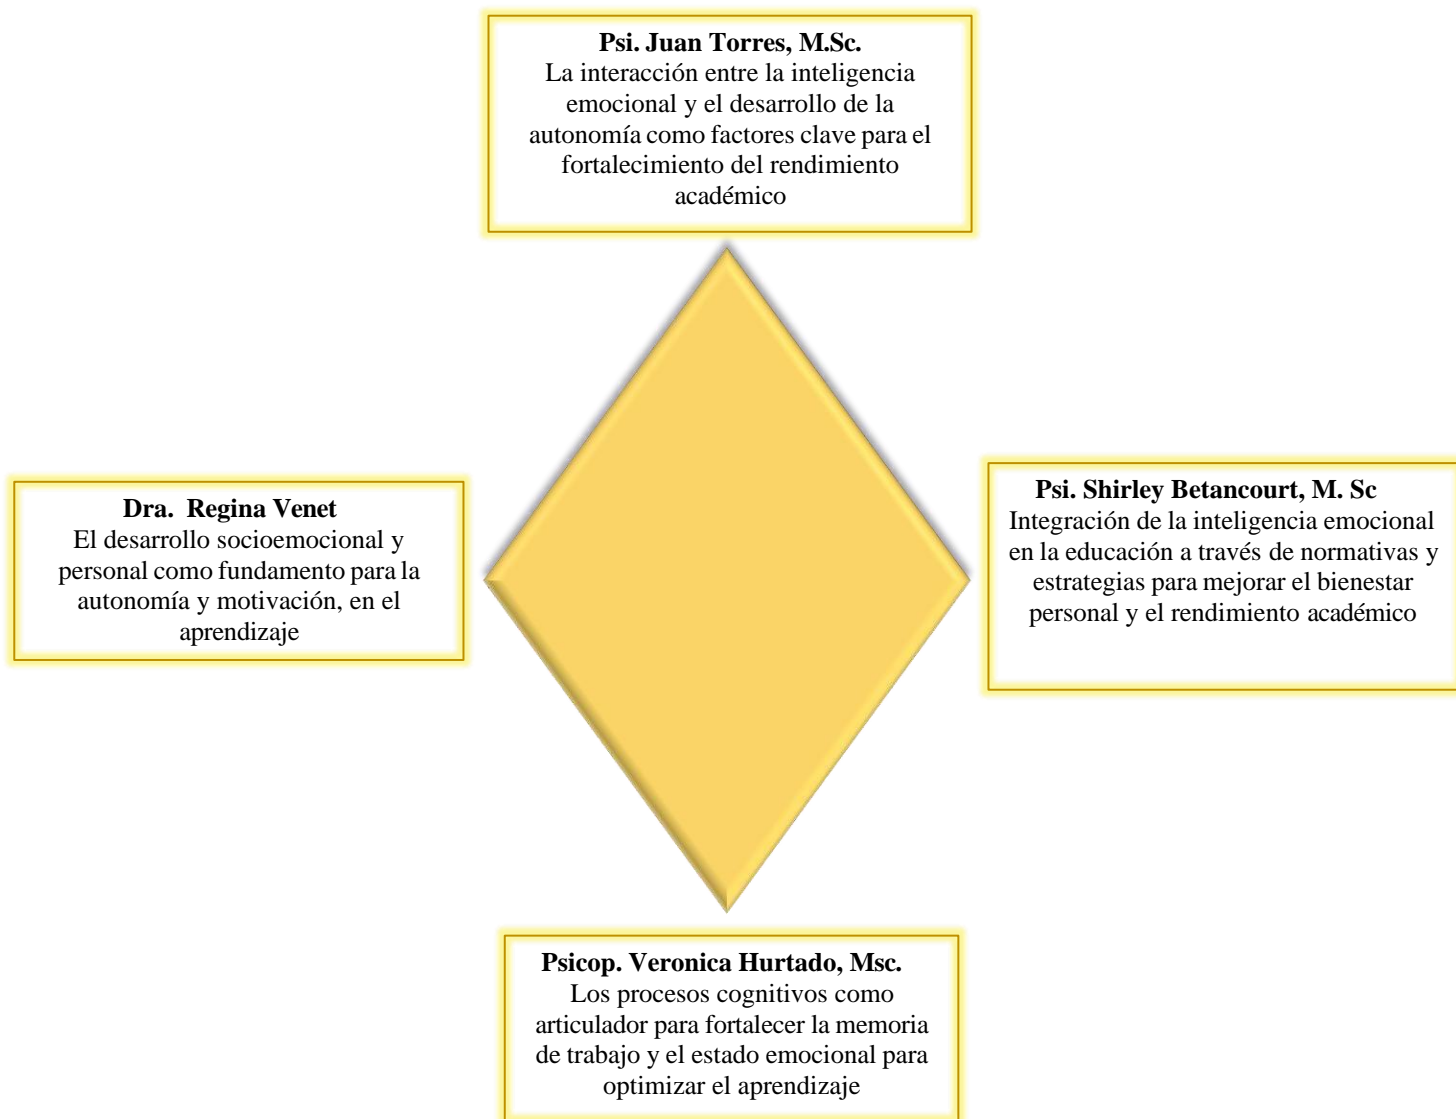 Psi. Juan Torres, M.Sc.
La interacción entre la inteligencia
emocional y el desarrollo de la
autonomía como factores clave para el
fortalecimiento del rendimiento
académico
Dra. Regina Venet
El desarrollo socioemocional y
personal como fundamento para la
autonomía y motivación, en el
aprendizaje
Psi. Shirley Betancourt, M. Sc
Integración de la inteligencia emocional
en la educación a través de normativas y
estrategias para mejorar el bienestar
personal y el rendimiento académico
Psicop. Veronica Hurtado, Msc.
Los procesos cognitivos como
articulador para fortalecer la memoria
de trabajo y el estado emocional para
optimizar el aprendizaje